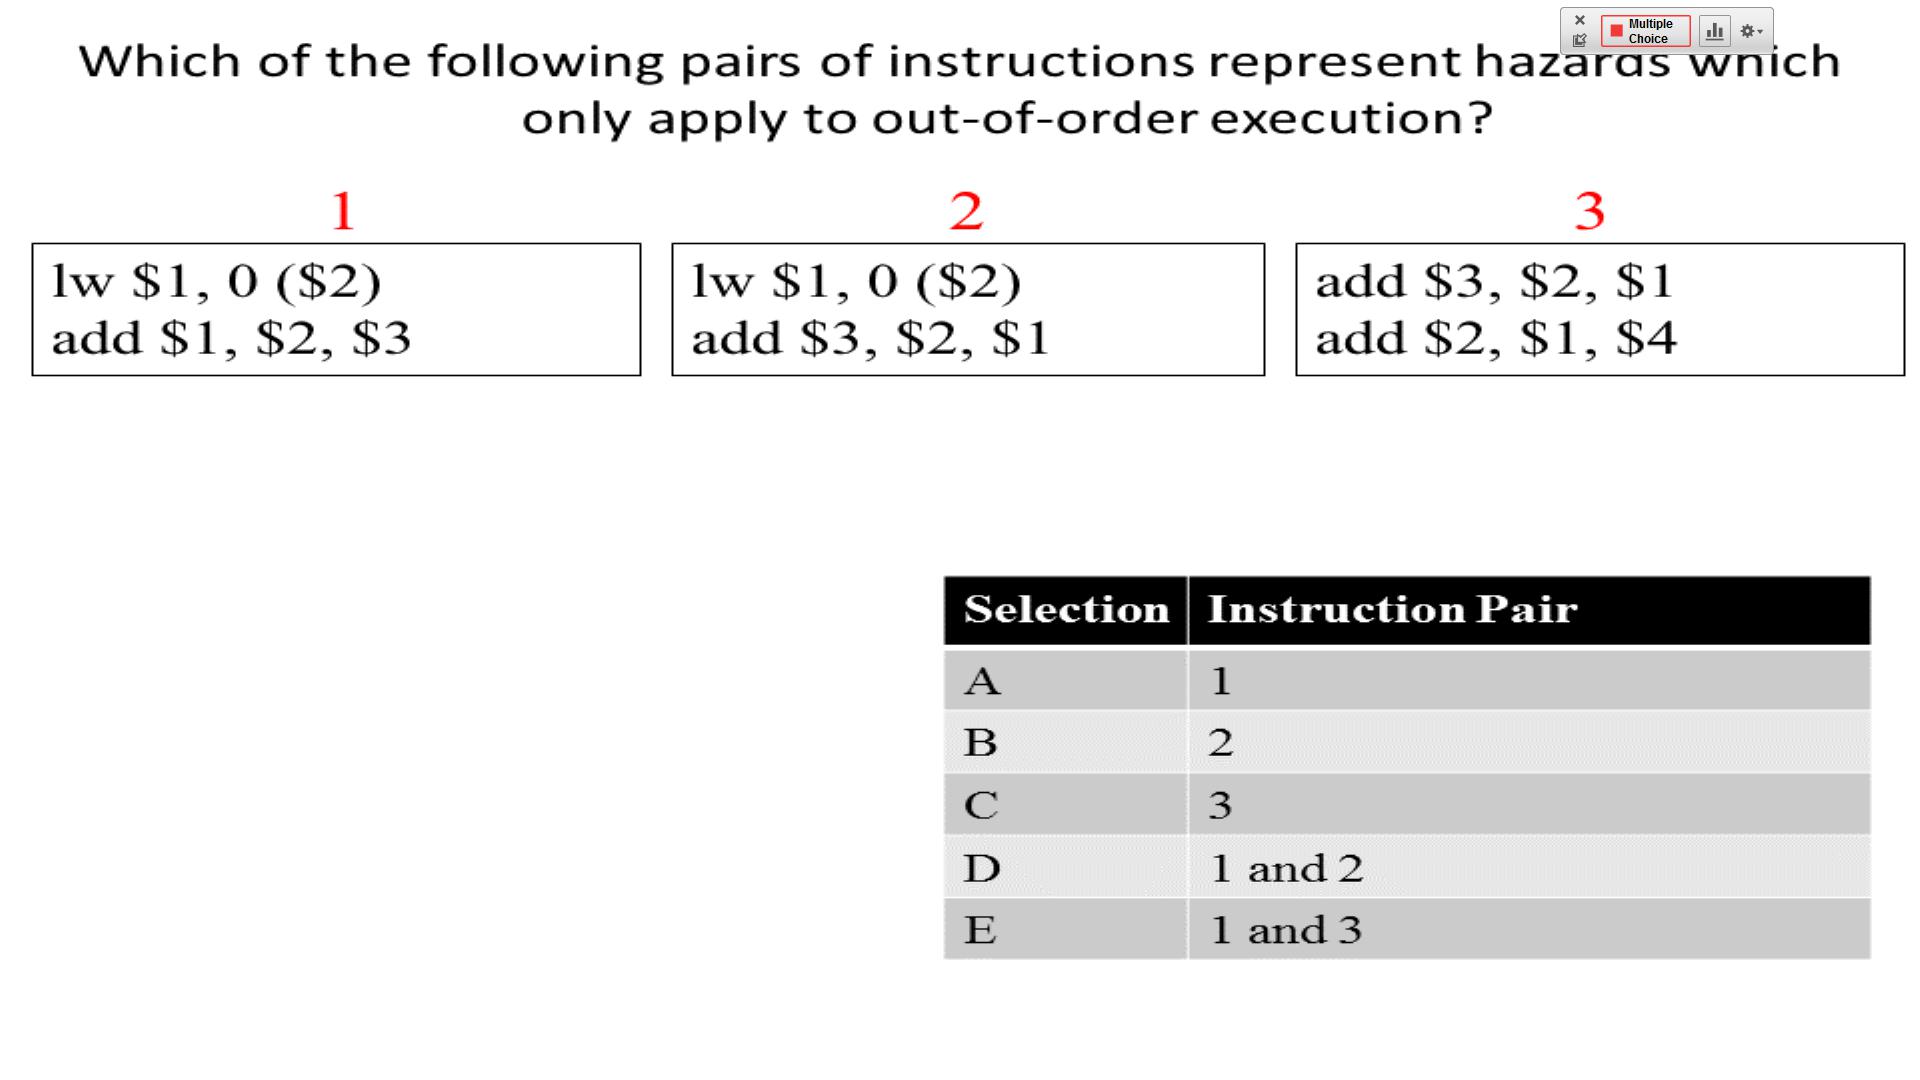 Multiple
Choice
Which of the following pairs of instructions represent hazards which
only apply to out-of-order execution?
1
lw $1, 0 ($2)
add $1, $2, $3
2
lw $1, 0 ($2)
add $3, $2, $1
3
add $3, $2, $1
add $2, $1, $4
Selection Instruction Pair
A 1
B 2
C 3
D 1 and 2
E 1 and 3